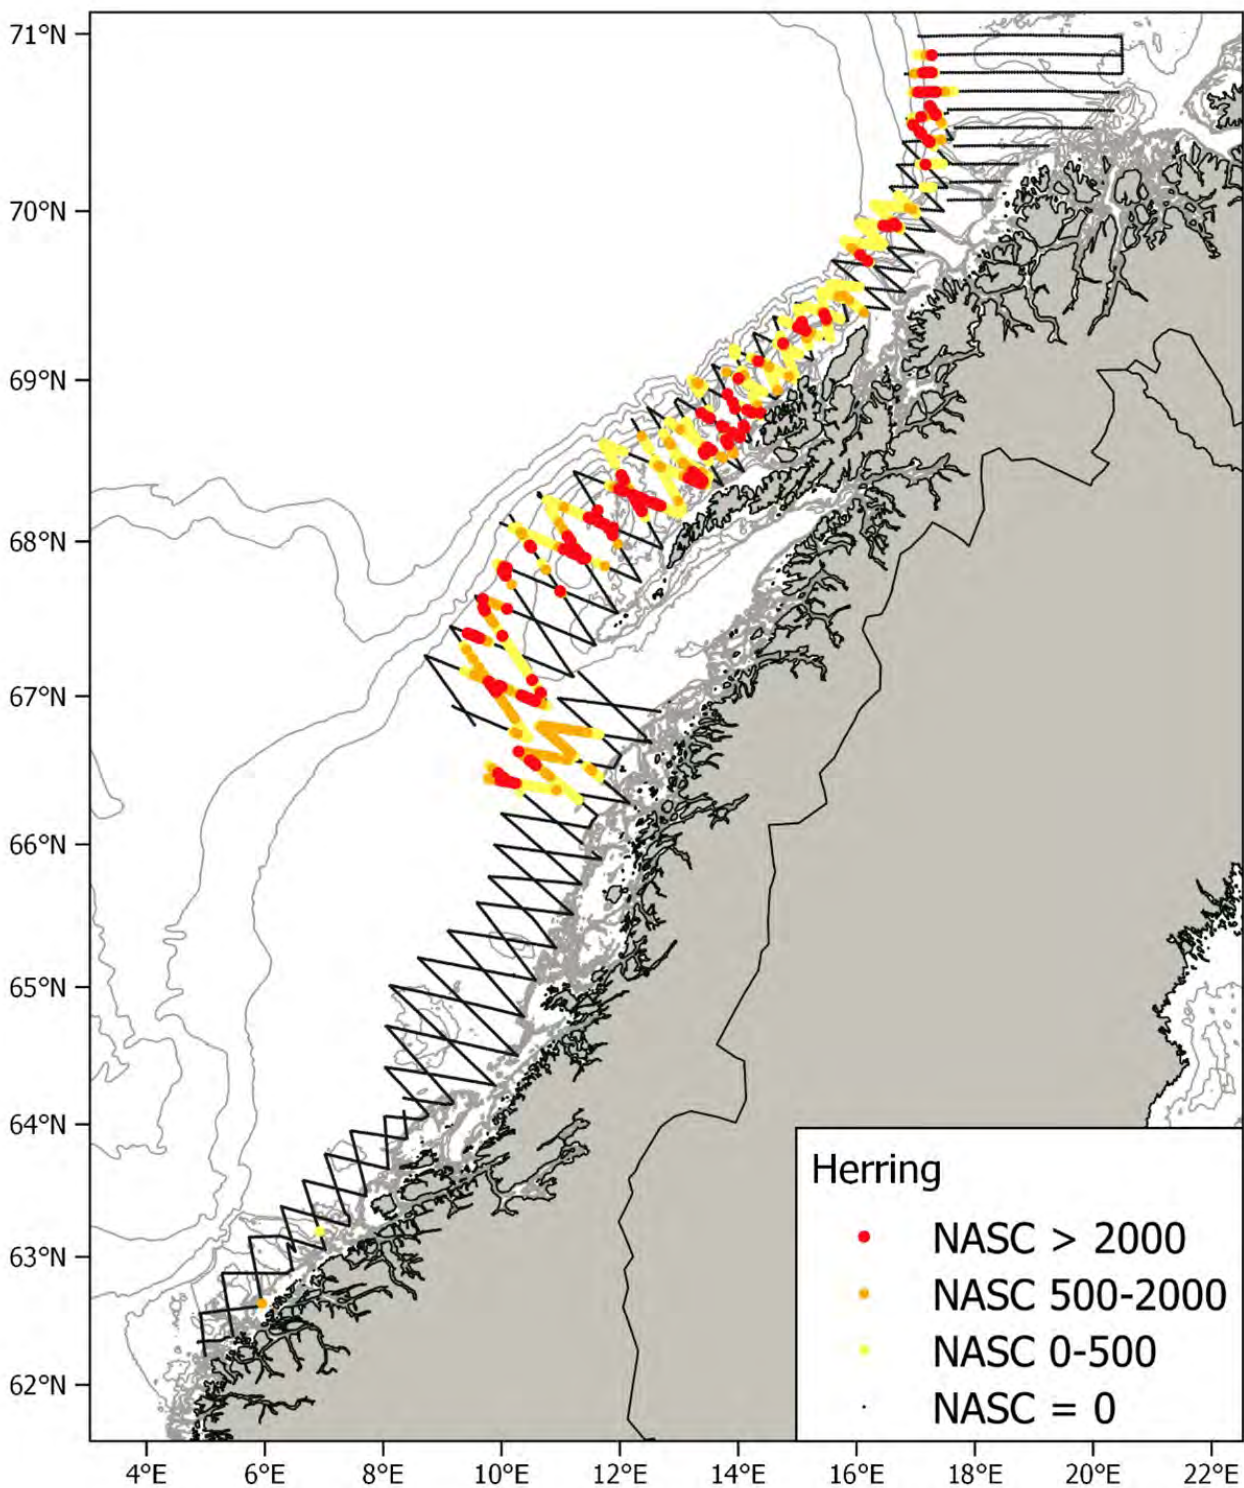 71°N
70°N
69°N
68°N
67°N
66°N
65°N
64°N
63°N
62°N
Herring
NASC > 2000
NASC 500-2000
NASC 0-500
NASC = 0
4°E 6°E 8°E 10°E 12°E 14°E 16°E 18°E 20°E 22°E